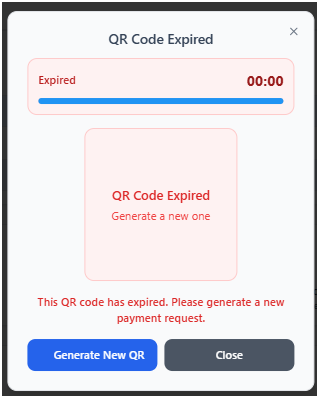 QR Code Expired
Expired 00:00
QR Code Expired
Generate a new one
This QR code has expired. Please generate a new
payment request.
Generate New QR Close